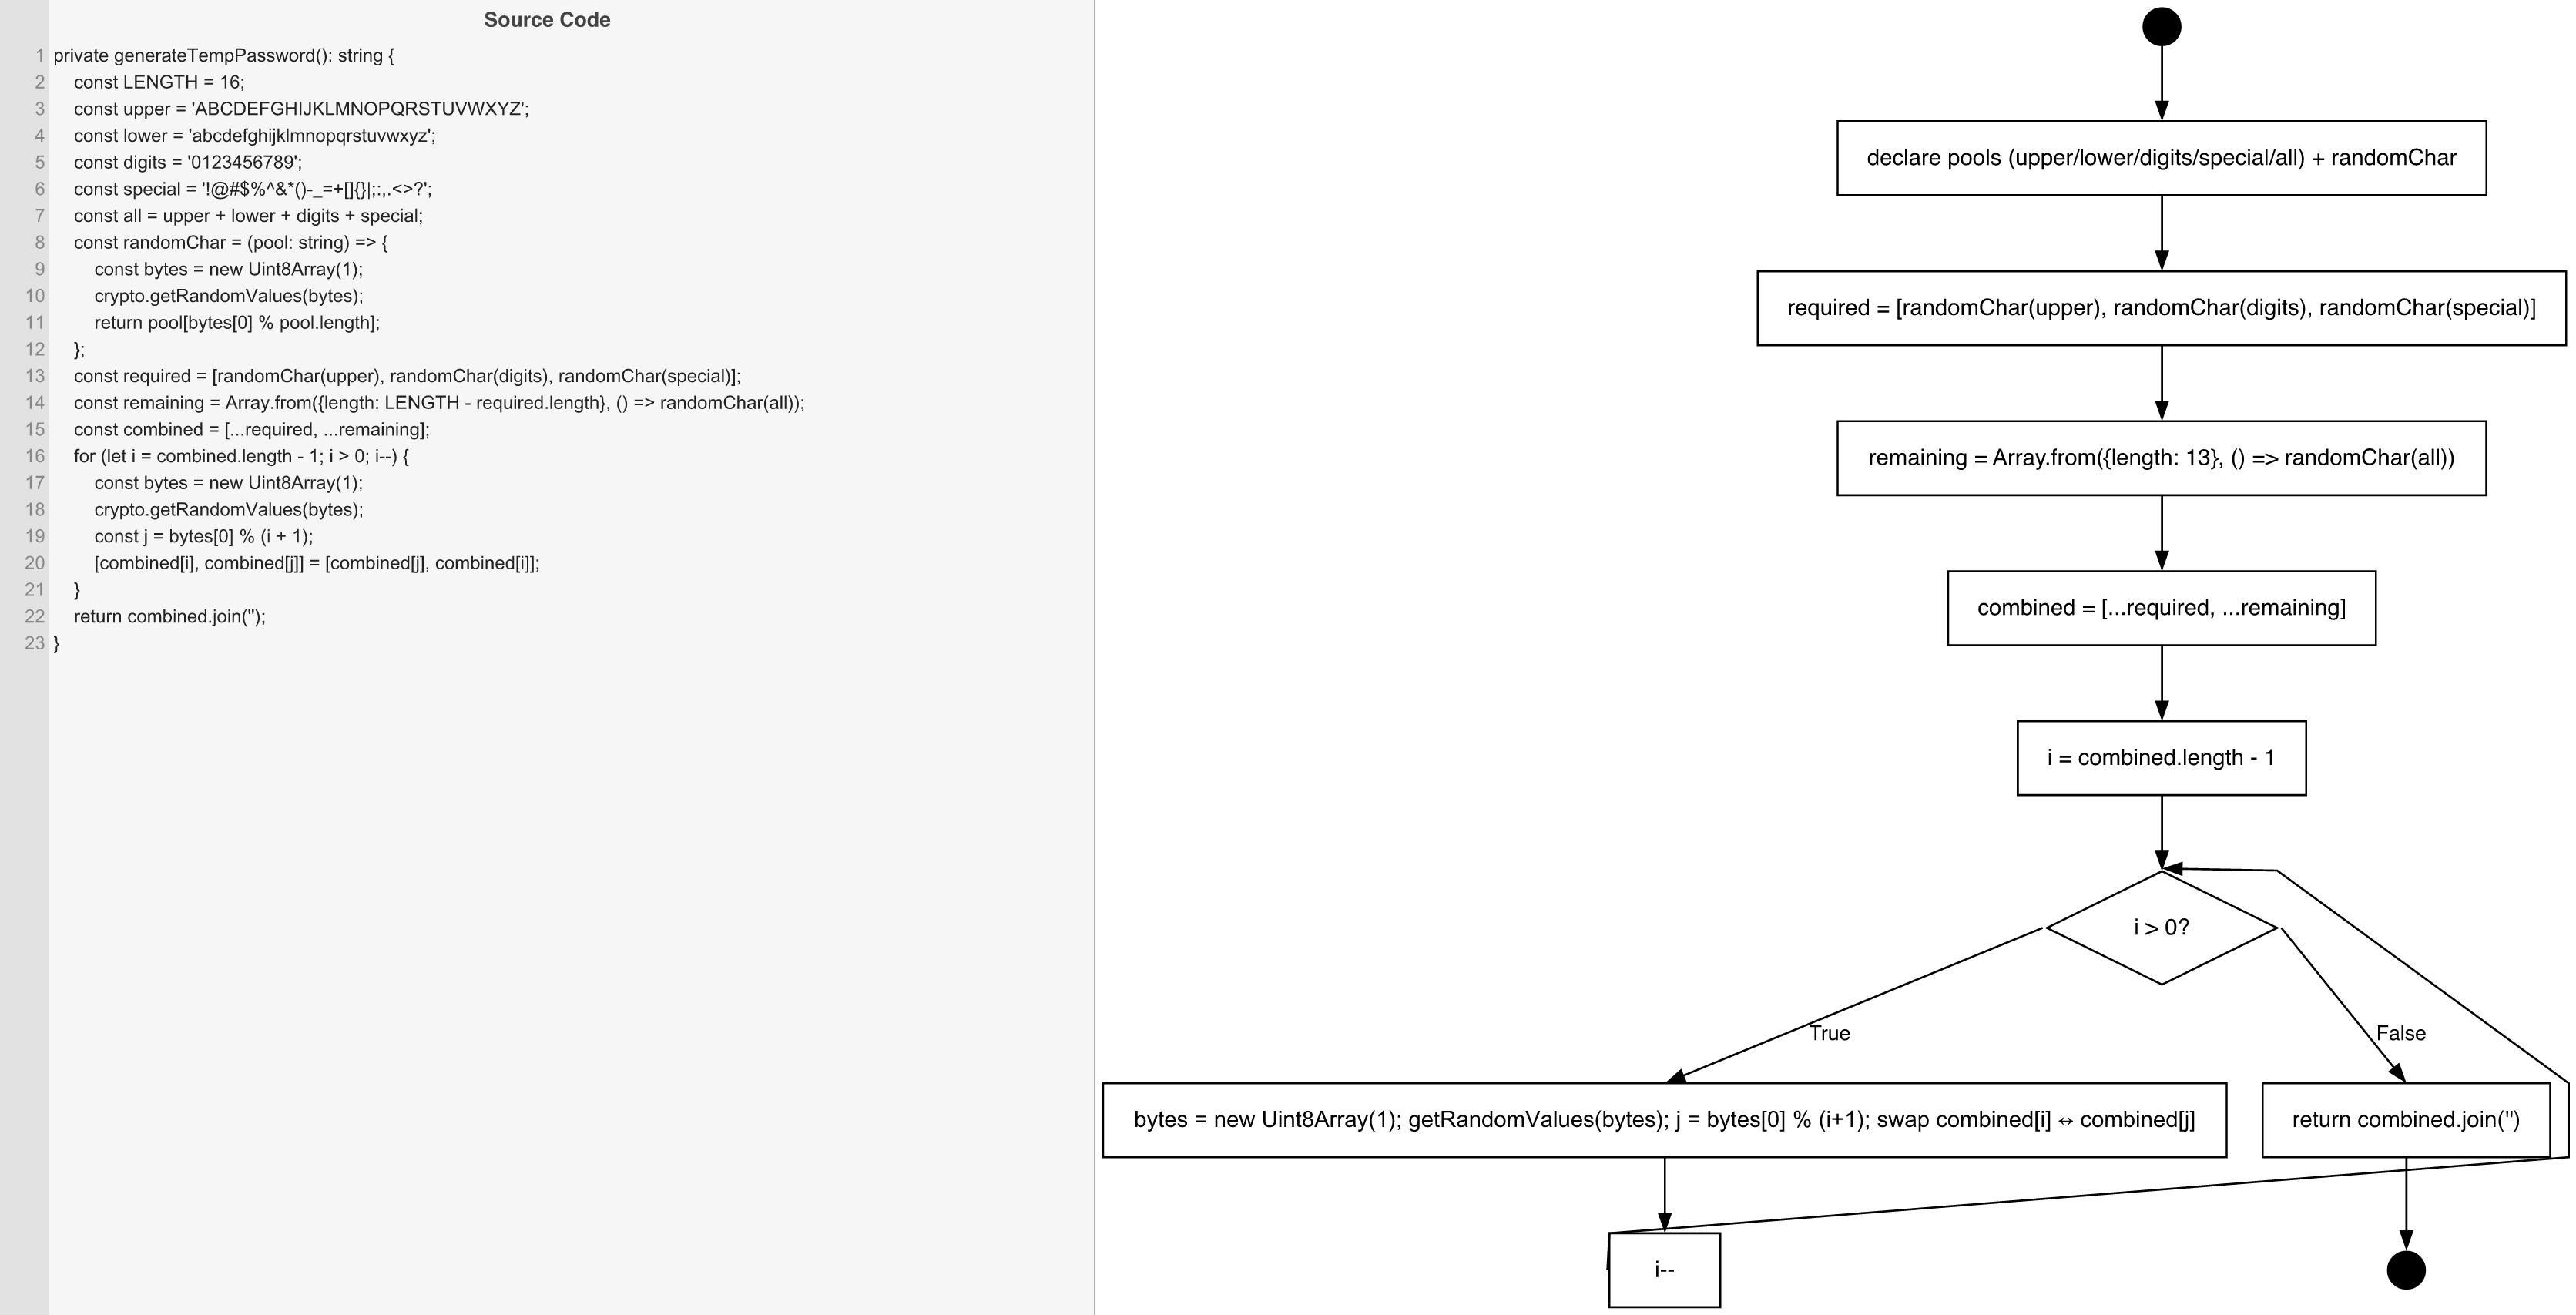 Source Code
1 private generateTempPassword(): string {
2 const LENGTH = 16;
3 const upper = 'ABCDEFGHIJKLMNOPQRSTUVWXYZ';
4 const lower = 'abcdefghijklmnopqrstuvwxyz';
5 const digits = '0123456789';
6 const special = '!@#$%^&*()-_=+[]{}|;:,.<>?';
7 const all = upper + lower + digits + special;
8 const randomChar = (pool: string) => {
9 const bytes = new Uint8Array(1);
10 crypto.getRandomValues(bytes);
11 return pool[bytes[0] % pool.length];
12 };
13 const required = [randomChar(upper), randomChar(digits), randomChar(special)];
14 const remaining = Array.from({length: LENGTH - required.length}, () => randomChar(all));
15 const combined = [...required, ...remaining];
16 for (let i = combined.length - 1; i > 0; i--) {
17 const bytes = new Uint8Array(1);
18 crypto.getRandomValues(bytes);
19 const j = bytes[0] % (i + 1);
20 [combined[i], combined[j]] = [combined[j], combined[i]];
21 }
22 return combined.join('');
23 }
declare pools (upper/lower/digits/special/all) + randomChar
required = [randomChar(upper), randomChar(digits), randomChar(special)]
remaining = Array.from({length: 13}, () => randomChar(all))
combined = [...required, ...remaining]
i = combined.length - 1
i > 0?
True
False
bytes = new Uint8Array(1); getRandomValues(bytes); j = bytes[0] % (i+1); swap combined[i] ↔ combined[j]
return combined.join('')
i--